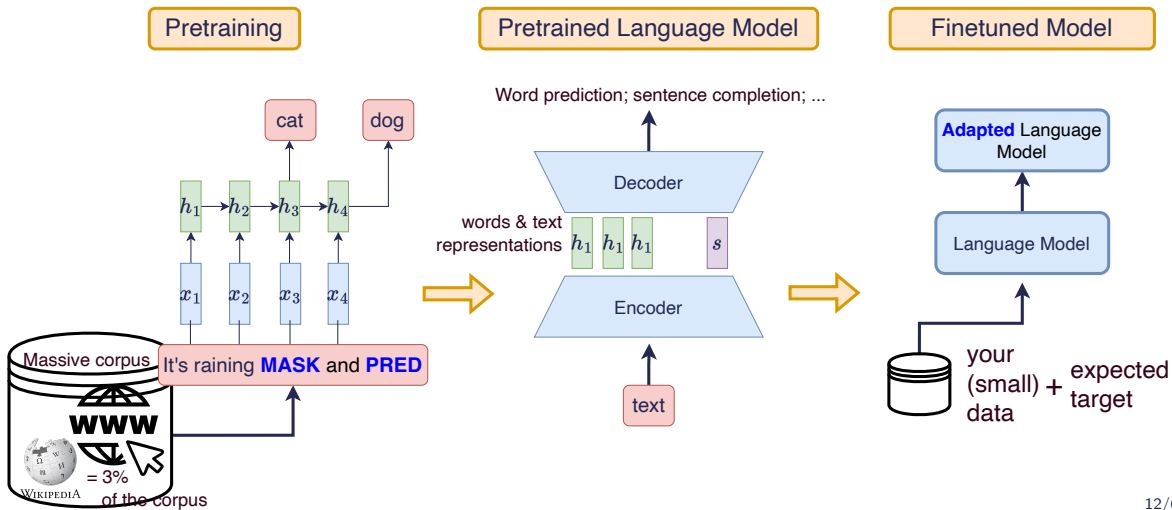 Pretraining
Pretrained Language Model
Finetuned Model
cat
dog
h₁
h₂
h₃
h₄
x₁
x₂
x₃
x₄
Massive corpus
It's raining MASK and PRED
WWW
WIKIPEDIA
= 3%
of the corpus
Word prediction; sentence completion; ...
Decoder
words & text
representations
h₁ h₁ h₁ s
Encoder
text
Adapted Language
Model
Language Model
your
(small)
data
+
expected
target
12/